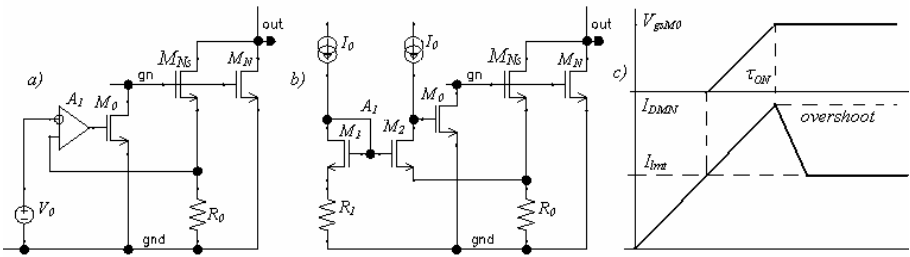 a)
out
M_Ns
M_N
gn
A_1
M_0
V_0
R_0
gnd
b)
I_0
I_0
out
M_Ns
M_N
gn
M_0
A_1
M_1
M_2
R_1
R_0
gnd
c)
V_gsM0
τ_ON
I_DMN
overshoot
I_lmt